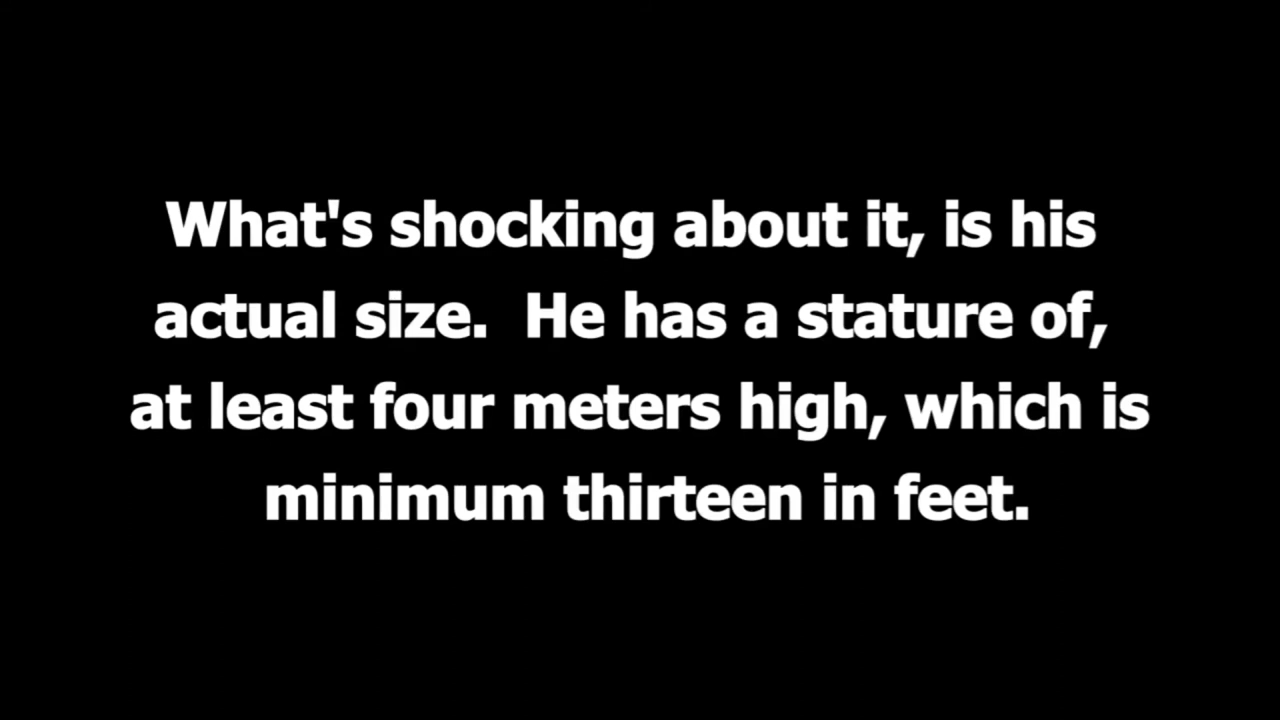 What's shocking about it, is his
actual size.  He has a stature of,
at least four meters high, which is
minimum thirteen in feet.